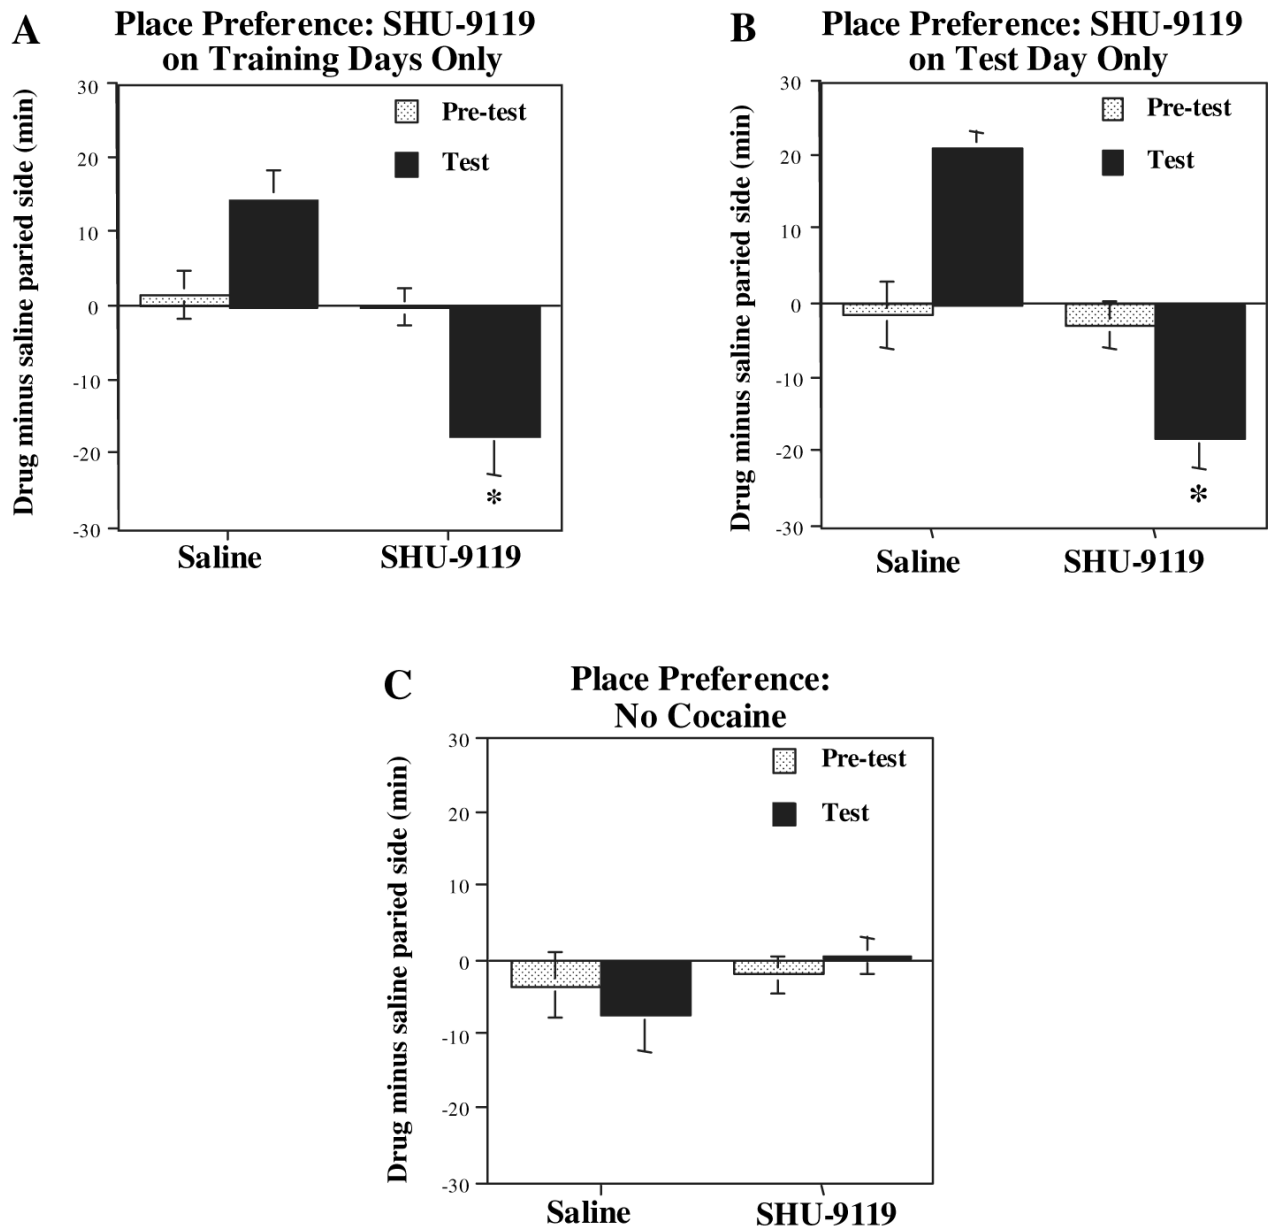 A
Place Preference: SHU-9119
on Training Days Only
Drug minus saline paried side (min)
30
20
10
0
-10
-20
-30
Pre-test
Test
*
Saline
SHU-9119
B
Place Preference: SHU-9119
on Test Day Only
Drug minus saline paried side (min)
30
20
10
0
-10
-20
-30
Pre-test
Test
*
Saline
SHU-9119
C
Place Preference:
No Cocaine
Drug minus saline paried side (min)
30
20
10
0
-10
-20
-30
Pre-test
Test
Saline
SHU-9119